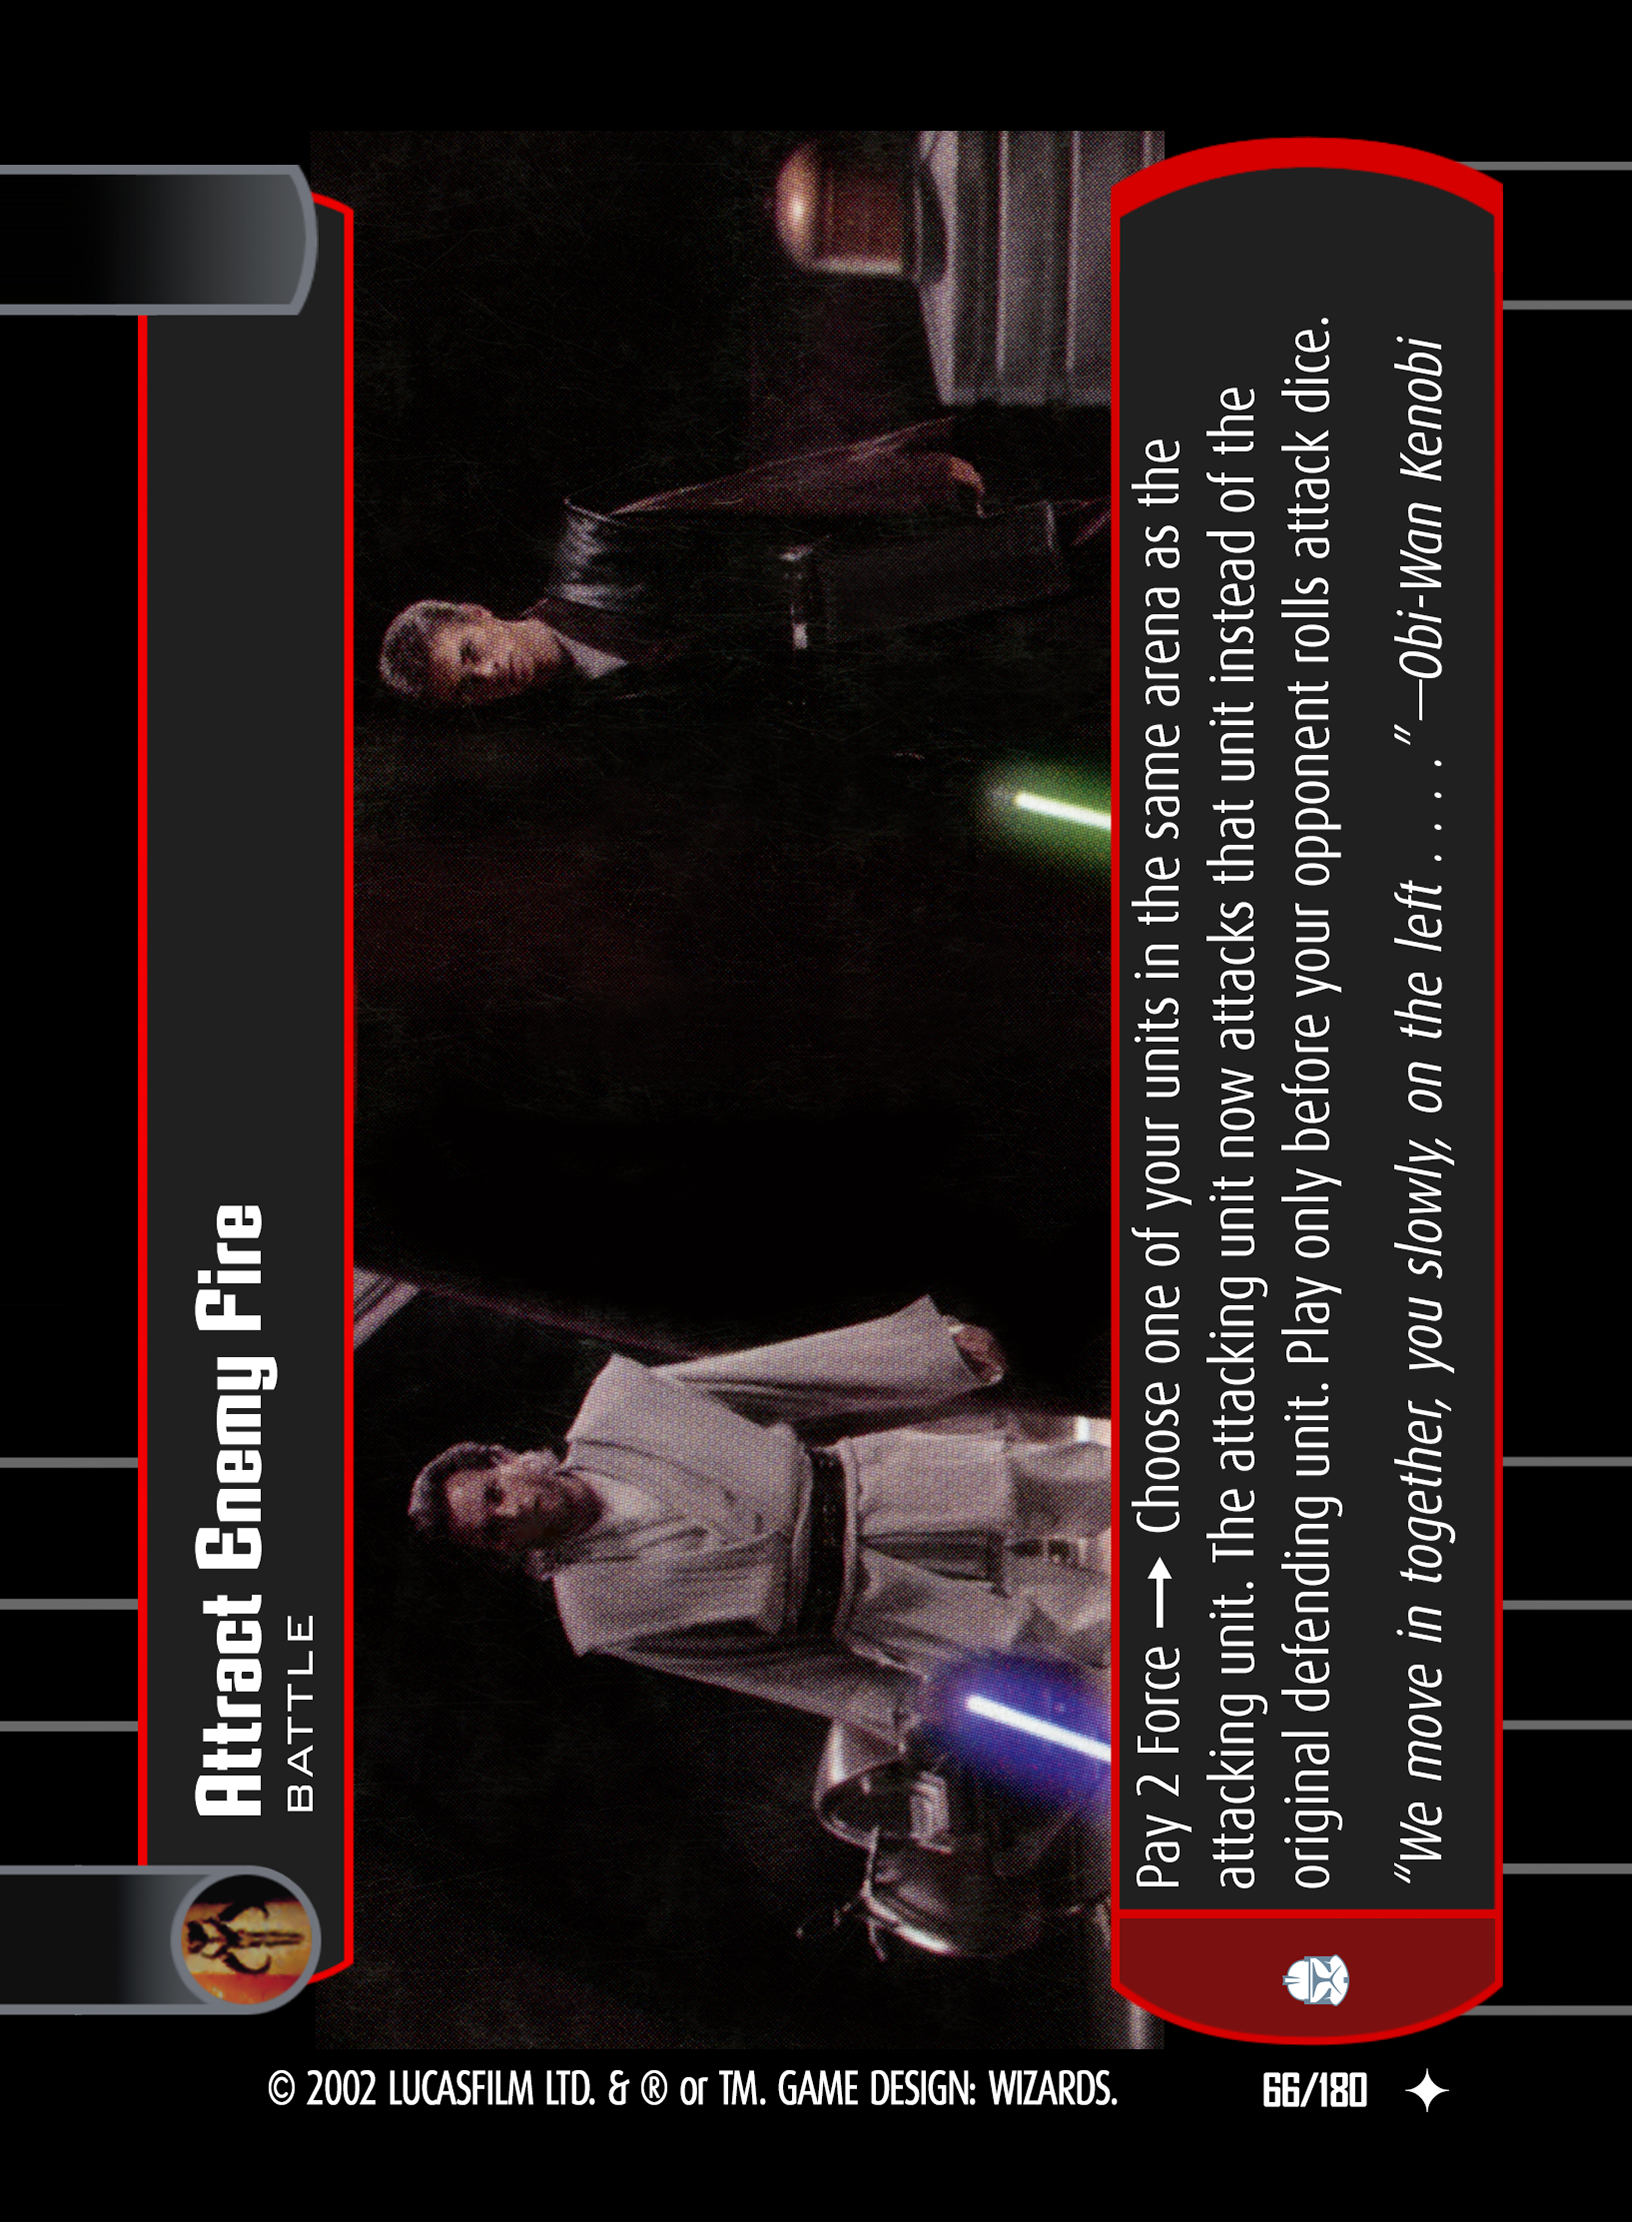 Attract Enemy Fire
BATTLE
Pay 2 Force → Choose one of your units in the same arena as the
attacking unit. The attacking unit now attacks that unit instead of the
original defending unit. Play only before your opponent rolls attack dice.
“We move in together, you slowly, on the left . . . .”—Obi-Wan Kenobi
© 2002 LUCASFILM LTD. & ® or TM. GAME DESIGN: WIZARDS.
66/180